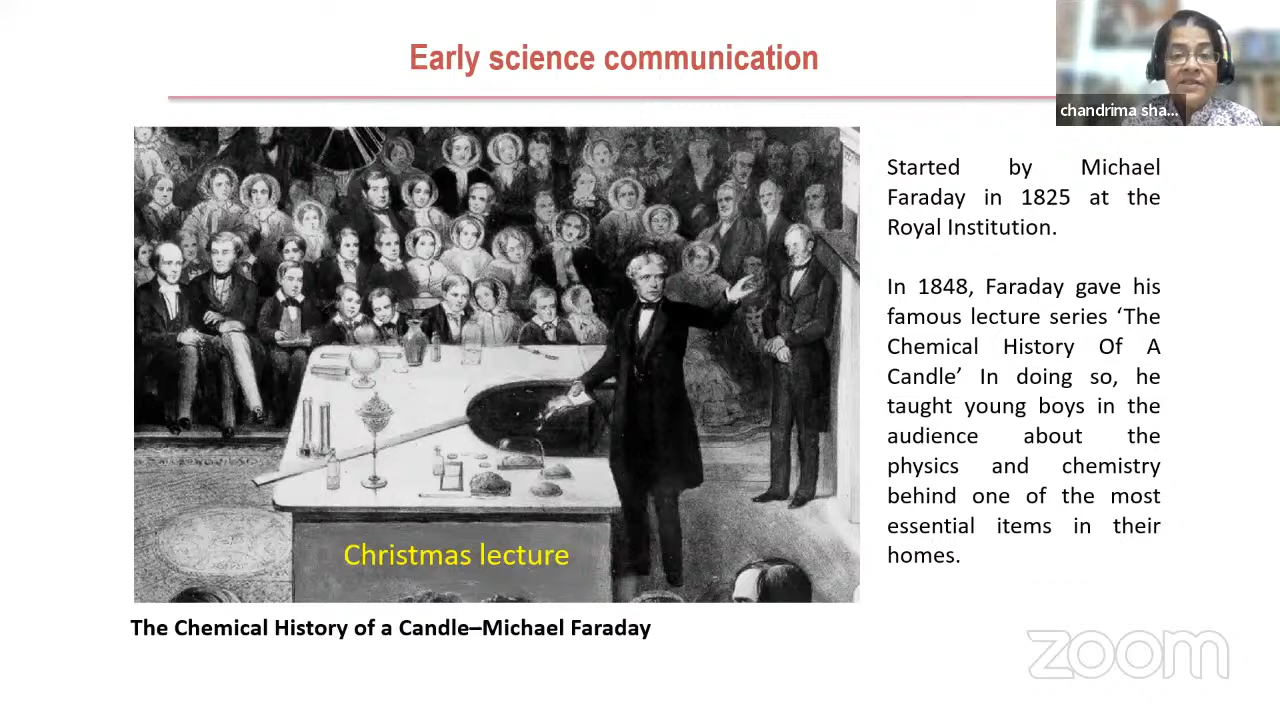 Early science communication
chandrima sha...
Started by Michael
Faraday in 1825 at the
Royal Institution.
In 1848, Faraday gave his
famous lecture series ‘The
Chemical History Of A
Candle’ In doing so, he
taught young boys in the
audience about the
physics and chemistry
behind one of the most
essential items in their
homes.
Christmas lecture
The Chemical History of a Candle–Michael Faraday
zoom